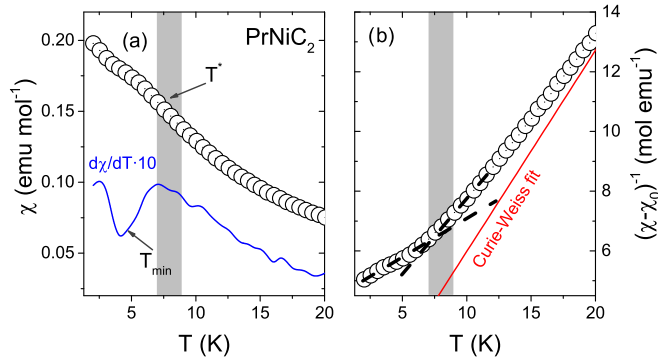 (a) PrNiC₂
T*
dχ/dT·10
T_min
χ (emu mol⁻¹)
0.20
0.15
0.10
0.05
5 10 15 20
T (K)
(b)
Curie-Weiss fit
14
12
10
8
6
(χ-χ₀)⁻¹ (mol emu⁻¹)
5 10 15 20
T (K)